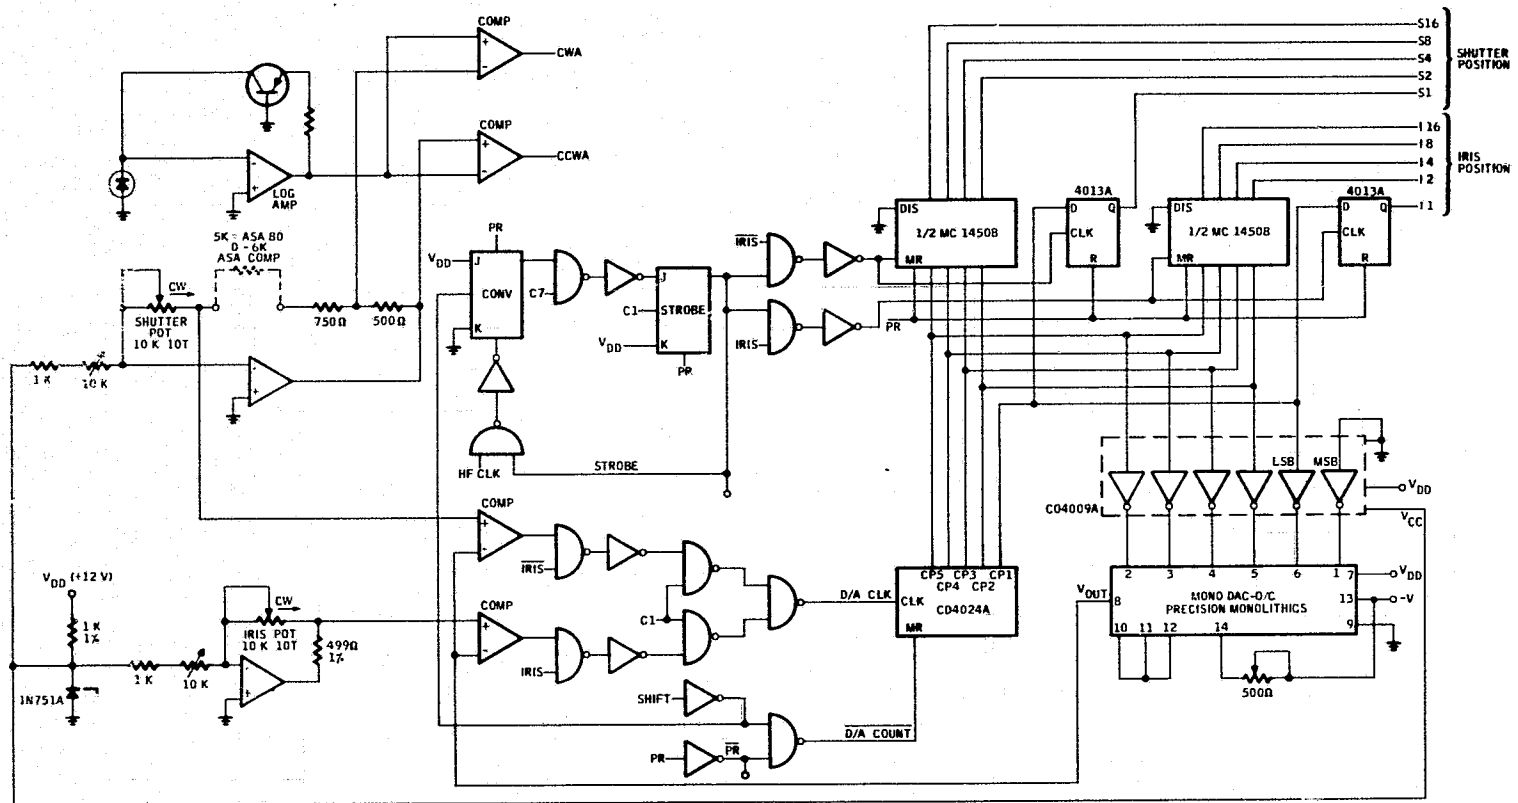 COMP
+
-
CWA
COMP
+
-
CCWA
-
+
LOG
AMP
S16
S8
S4
S2
S1
SHUTTER
POSITION
I16
I8
I4
I2
I1
IRIS
POSITION
5K = ASA 80
0 - 6K
ASA COMP
CW
SHUTTER
POT
10 K 10T
750Ω
500Ω
1 K
10 K
-
+
PR
VDD
J
CONV
K
C7
J
STROBE
K
C1
VDD
PR
IRIS
IRIS
DIS
1/2 MC 14508
MR
4013A
D
Q
CLK
R
DIS
1/2 MC 14508
MR
4013A
D
Q
CLK
R
PR
HF CLK
STROBE
LSB
MSB
CO4009A
VDD
VCC
COMP
+
-
IRIS
COMP
+
-
IRIS
C1
D/A CLK
CP5
CP4
CP3
CP2
CP1
CLK
CD4024A
MR
VOUT
2
3
4
5
6
1
7
VDD
8
MONO DAC-O/C
PRECISION MONOLITHICS
13
-V
9
10
11
12
14
500Ω
VDD (+12 V)
1 K
1%
1N751A
1 K
10 K
CW
IRIS POT
10 K 10T
499Ω
1%
-
+
SHIFT
PR
PR
D/A COUNT